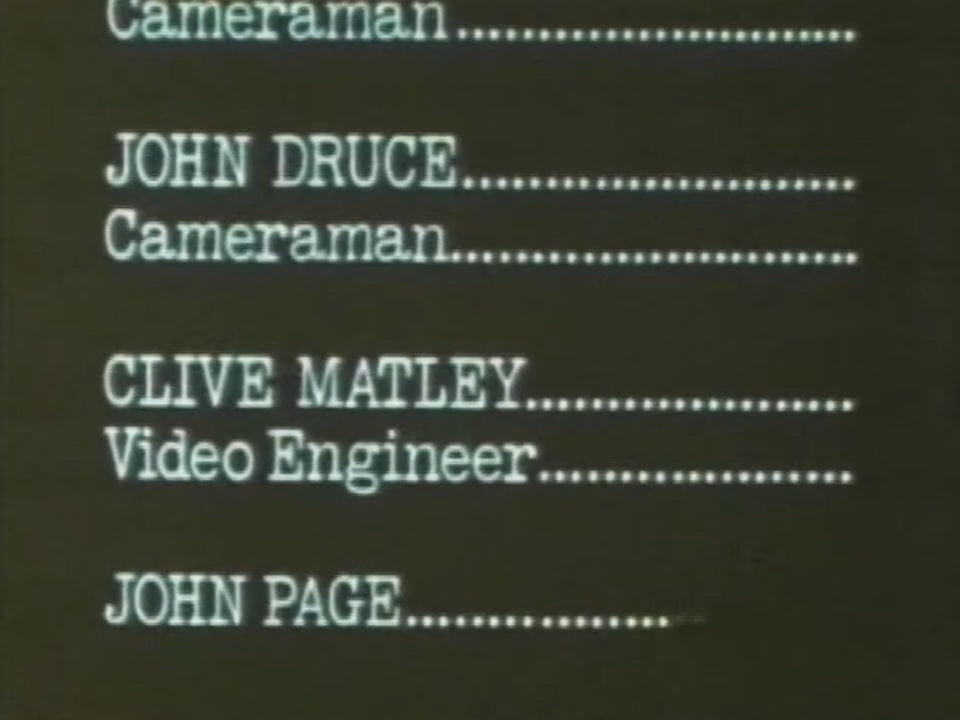 Cameraman..............................
JOHN DRUCE.............................
Cameraman..............................
CLIVE MATLEY........................
Video Engineer.......................
JOHN PAGE...................